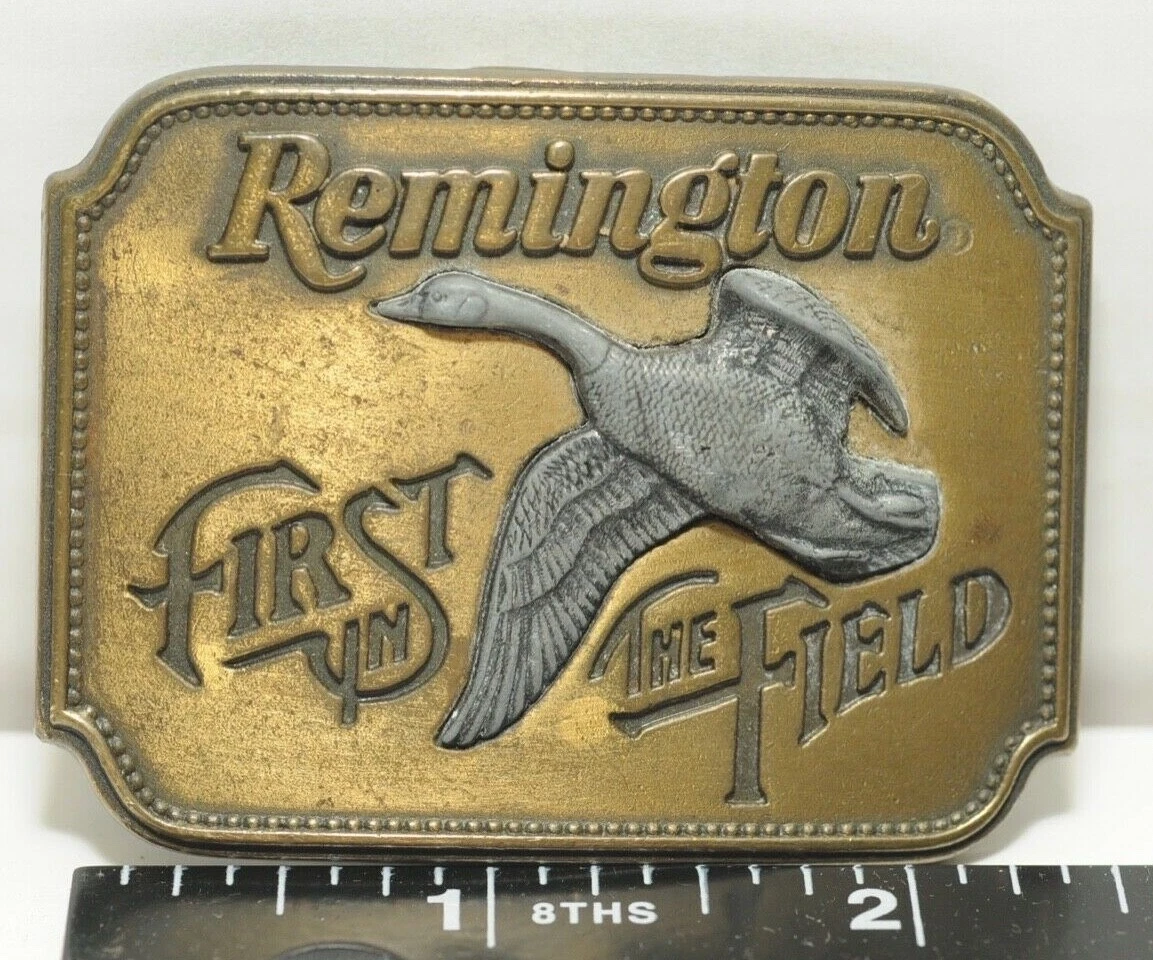 Remington®
FIRST
IN
THE FIELD
1 8THS 2